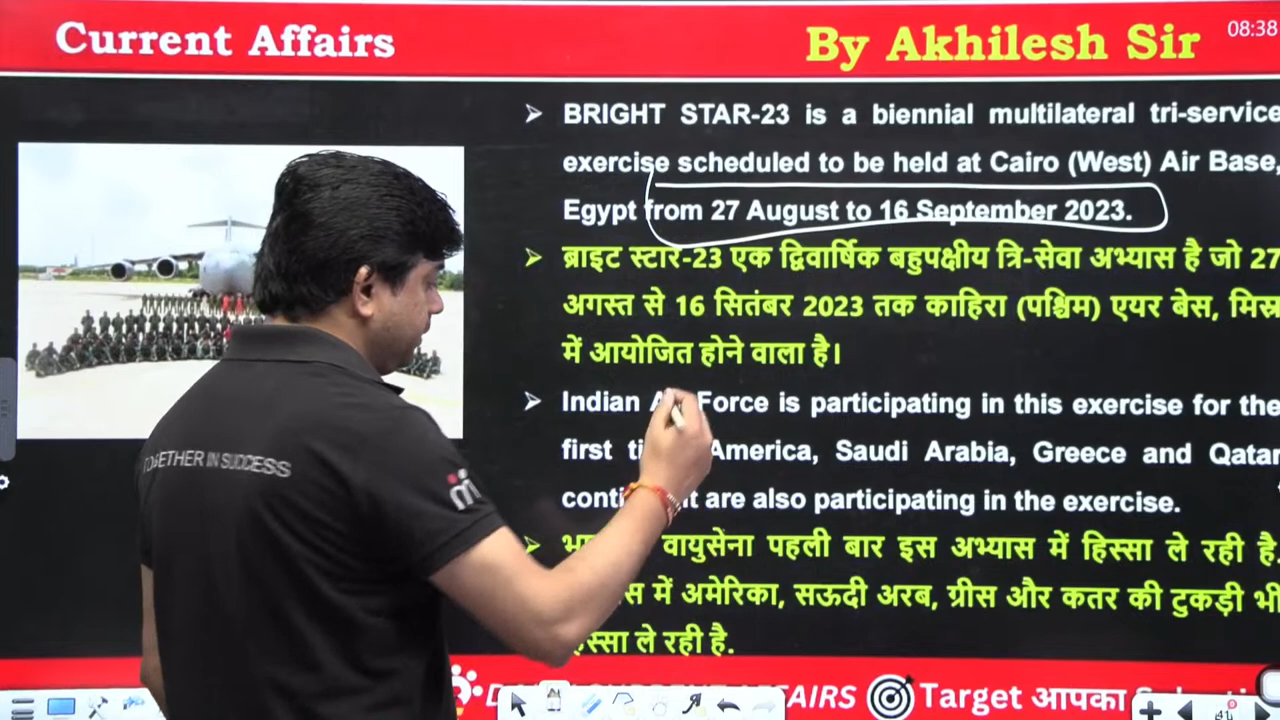 Current Affairs
By Akhilesh Sir
08:38
BRIGHT STAR-23 is a biennial multilateral tri-service
exercise scheduled to be held at Cairo (West) Air Base,
Egypt from 27 August to 16 September 2023.
ब्राइट स्टार-23 एक द्विवार्षिक बहुपक्षीय त्रि-सेवा अभ्यास है जो 27
अगस्त से 16 सितंबर 2023 तक काहिरा (पश्चिम) एयर बेस, मिस्र
में आयोजित होने वाला है।
Indian Force is participating in this exercise for the
first America, Saudi Arabia, Greece and Qatar
are also participating in the exercise.
वायुसेना पहली बार इस अभ्यास में हिस्सा ले रही है.
में अमेरिका, सऊदी अरब, ग्रीस और कतर की टुकड़ी भी
ले रही है.
TOGETHER IN SUCCESS
AFFAIRS
Target आपका